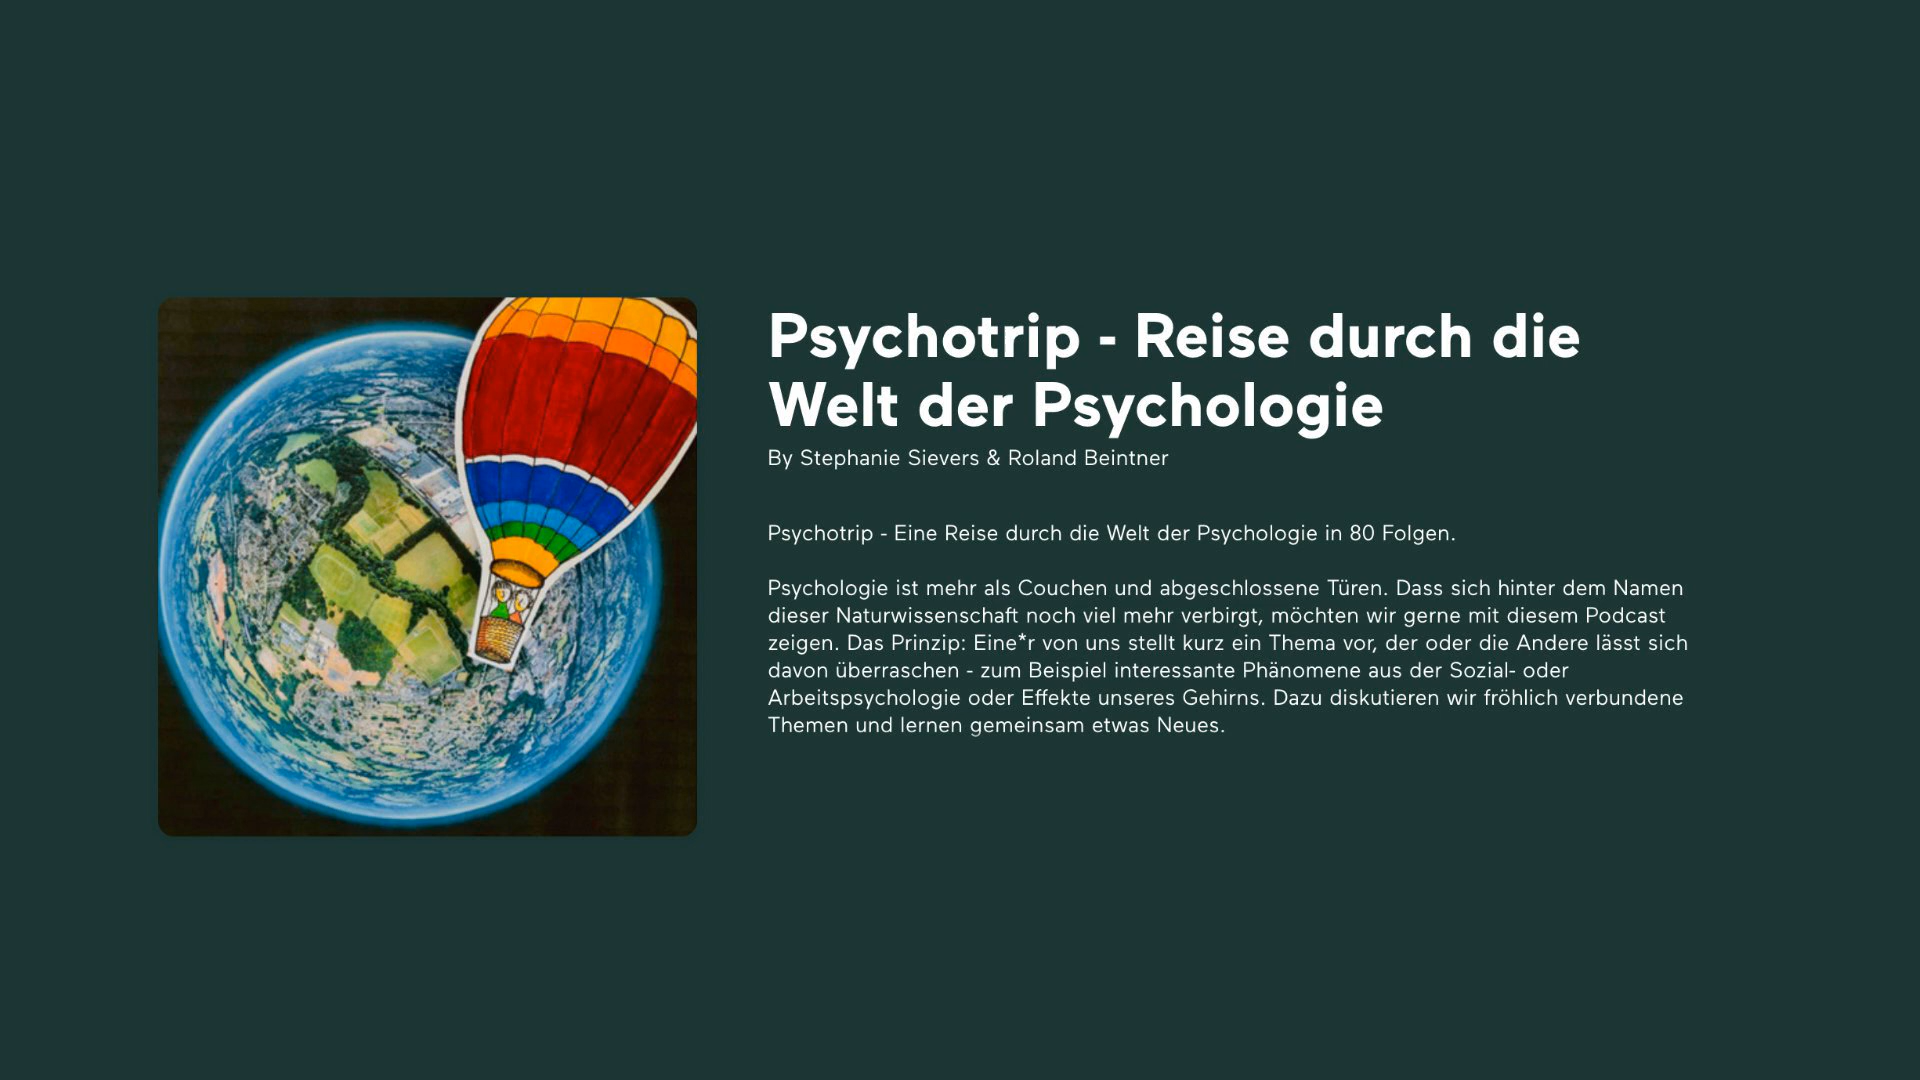 Psychotrip - Reise durch die
Welt der Psychologie
By Stephanie Sievers & Roland Beintner
Psychotrip - Eine Reise durch die Welt der Psychologie in 80 Folgen.
Psychologie ist mehr als Couchen und abgeschlossene Türen. Dass sich hinter dem Namen
dieser Naturwissenschaft noch viel mehr verbirgt, möchten wir gerne mit diesem Podcast
zeigen. Das Prinzip: Eine*r von uns stellt kurz ein Thema vor, der oder die Andere lässt sich
davon überraschen - zum Beispiel interessante Phänomene aus der Sozial- oder
Arbeitspsychologie oder Effekte unseres Gehirns. Dazu diskutieren wir fröhlich verbundene
Themen und lernen gemeinsam etwas Neues.